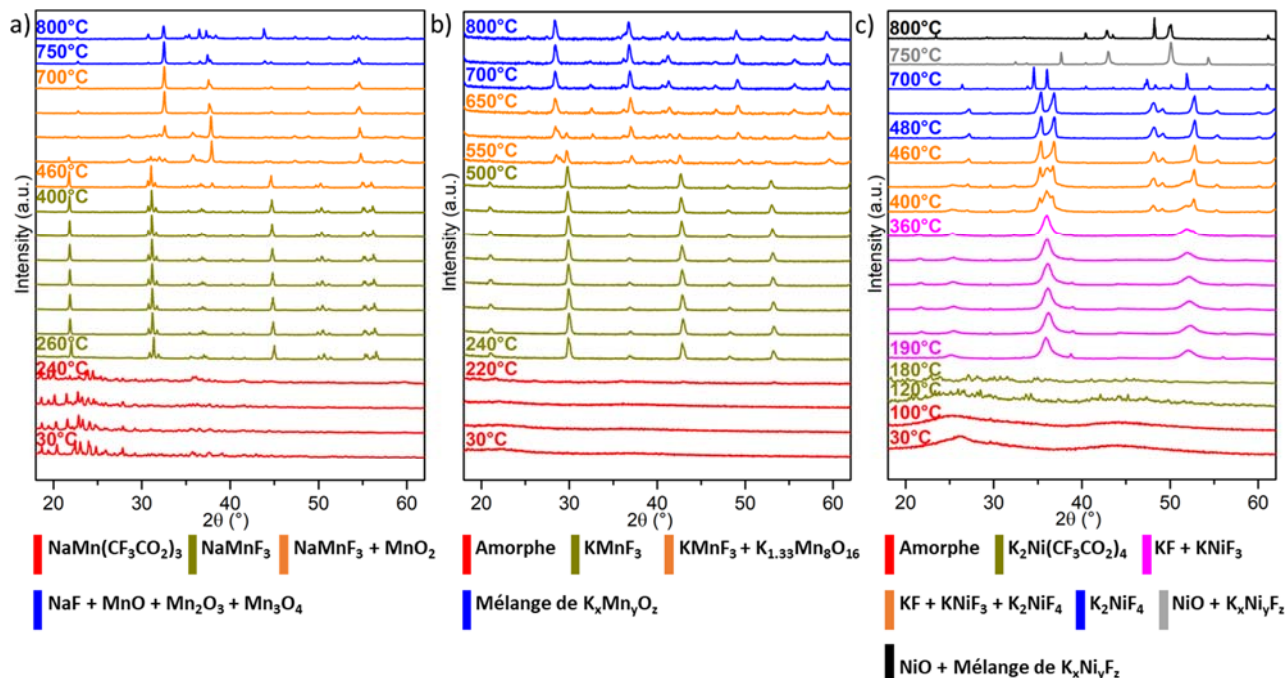 a)
Intensity (a.u.)
800°C
750°C
700°C
460°C
400°C
260°C
240°C
30°C
20 30 40 50 60
2θ (°)
b)
Intensity (a.u.)
800°C
700°C
650°C
550°C
500°C
240°C
220°C
30°C
20 30 40 50 60
2θ (°)
c)
Intensity (a.u.)
800°C
750°C
700°C
480°C
460°C
400°C
360°C
190°C
180°C
120°C
100°C
30°C
20 30 40 50 60
2θ (°)
NaMn(CF₃CO₂)₃ NaMnF₃ NaMnF₃ + MnO₂
NaF + MnO + Mn₂O₃ + Mn₃O₄
Amorphe KMnF₃ KMnF₃ + K₁.₃₃Mn₈O₁₆
Mélange de KₓMnᵧO_z
Amorphe K₂Ni(CF₃CO₂)₄ KF + KNiF₃
KF + KNiF₃ + K₂NiF₄ K₂NiF₄ NiO + KₓNiᵧF_z
NiO + Mélange de KₓNiᵧF_z